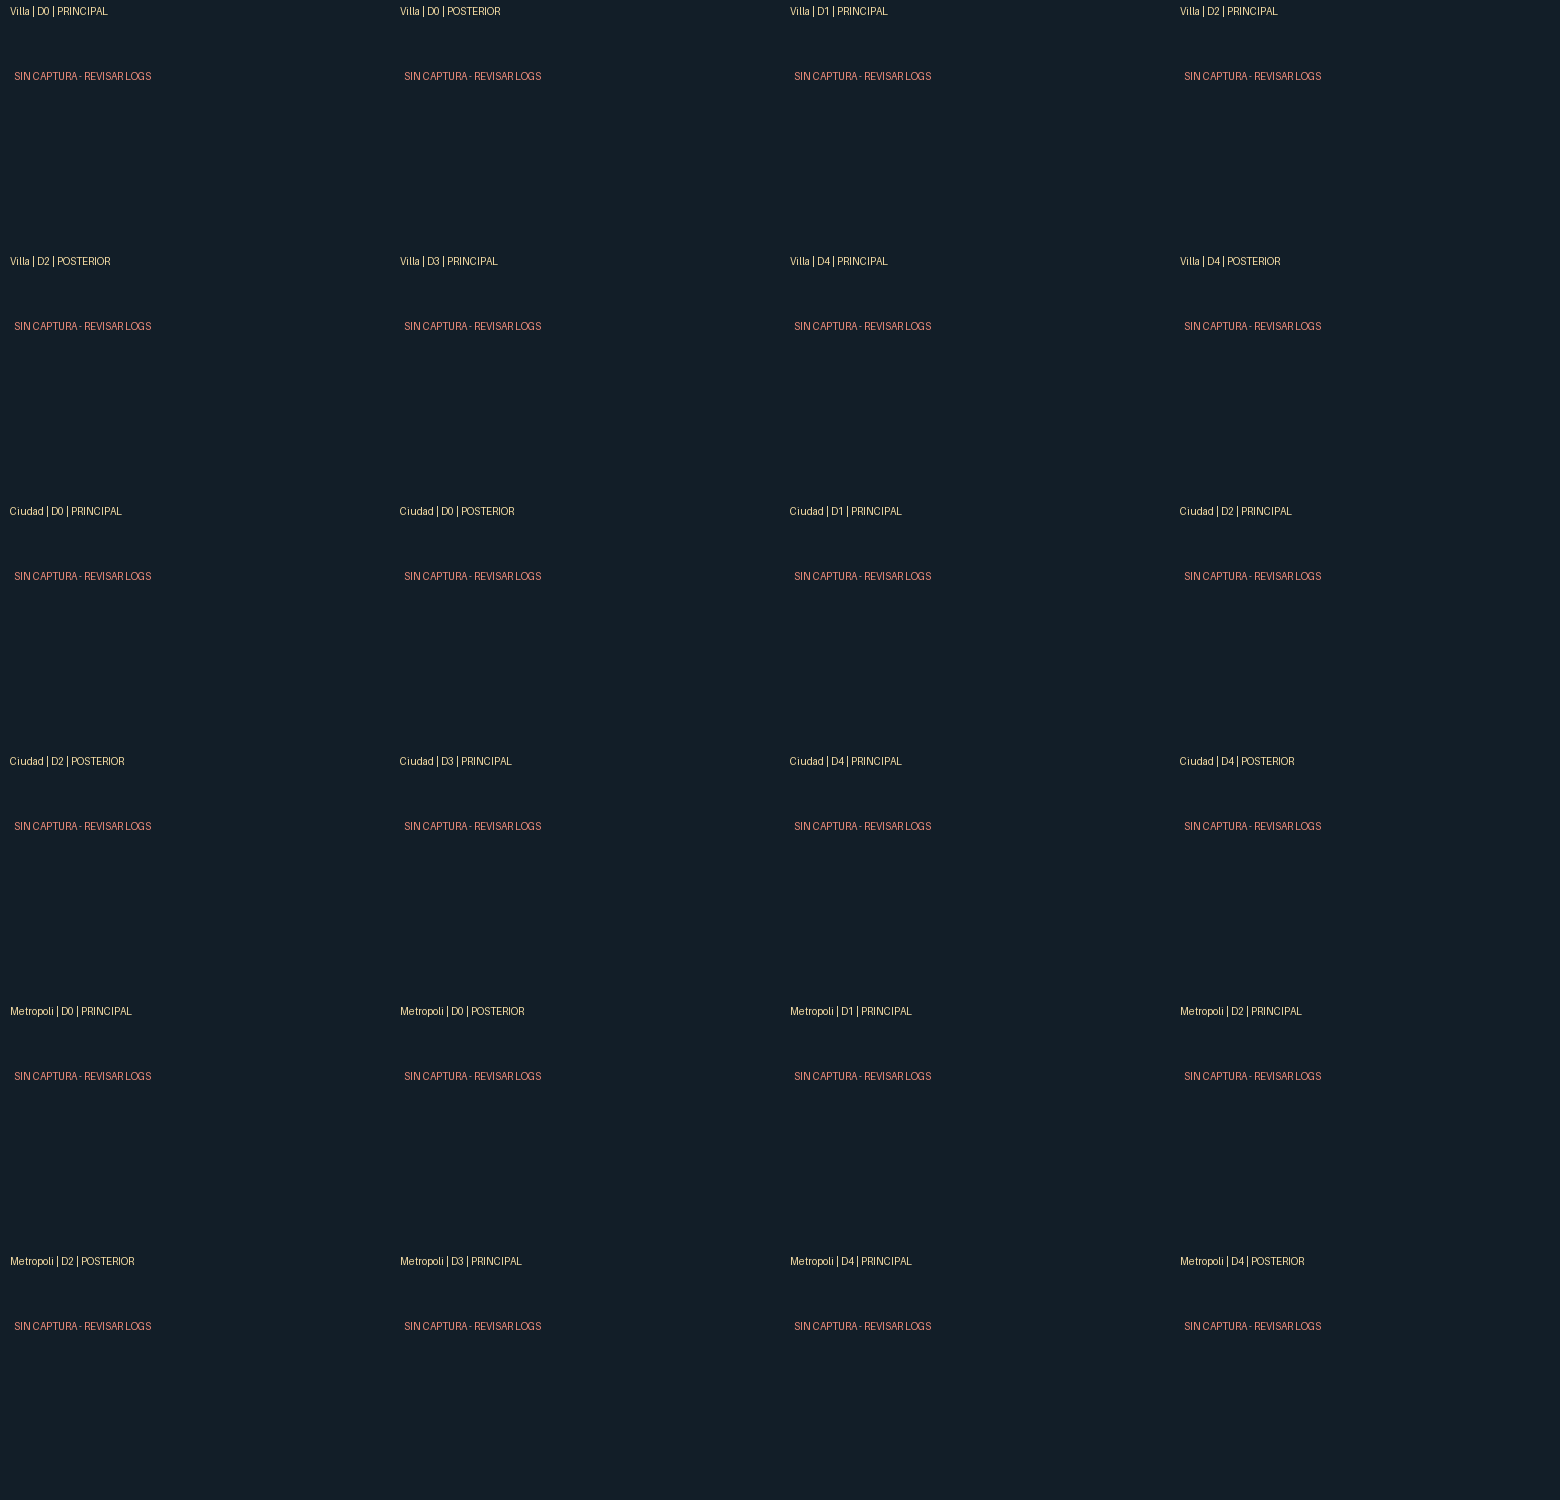 Villa | D0 | PRINCIPAL
Villa | D0 | POSTERIOR
Villa | D1 | PRINCIPAL
Villa | D2 | PRINCIPAL
SIN CAPTURA - REVISAR LOGS
SIN CAPTURA - REVISAR LOGS
SIN CAPTURA - REVISAR LOGS
SIN CAPTURA - REVISAR LOGS
Villa | D2 | POSTERIOR
Villa | D3 | PRINCIPAL
Villa | D4 | PRINCIPAL
Villa | D4 | POSTERIOR
SIN CAPTURA - REVISAR LOGS
SIN CAPTURA - REVISAR LOGS
SIN CAPTURA - REVISAR LOGS
SIN CAPTURA - REVISAR LOGS
Ciudad | D0 | PRINCIPAL
Ciudad | D0 | POSTERIOR
Ciudad | D1 | PRINCIPAL
Ciudad | D2 | PRINCIPAL
SIN CAPTURA - REVISAR LOGS
SIN CAPTURA - REVISAR LOGS
SIN CAPTURA - REVISAR LOGS
SIN CAPTURA - REVISAR LOGS
Ciudad | D2 | POSTERIOR
Ciudad | D3 | PRINCIPAL
Ciudad | D4 | PRINCIPAL
Ciudad | D4 | POSTERIOR
SIN CAPTURA - REVISAR LOGS
SIN CAPTURA - REVISAR LOGS
SIN CAPTURA - REVISAR LOGS
SIN CAPTURA - REVISAR LOGS
Metropoli | D0 | PRINCIPAL
Metropoli | D0 | POSTERIOR
Metropoli | D1 | PRINCIPAL
Metropoli | D2 | PRINCIPAL
SIN CAPTURA - REVISAR LOGS
SIN CAPTURA - REVISAR LOGS
SIN CAPTURA - REVISAR LOGS
SIN CAPTURA - REVISAR LOGS
Metropoli | D2 | POSTERIOR
Metropoli | D3 | PRINCIPAL
Metropoli | D4 | PRINCIPAL
Metropoli | D4 | POSTERIOR
SIN CAPTURA - REVISAR LOGS
SIN CAPTURA - REVISAR LOGS
SIN CAPTURA - REVISAR LOGS
SIN CAPTURA - REVISAR LOGS